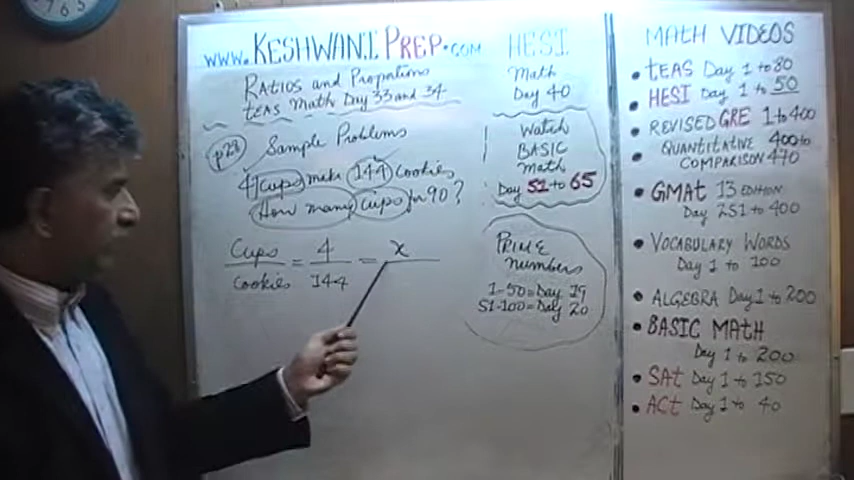 www.KESHWANIPREP.com
RATIOS and Propations
tEAS Math Day 33 and 34
p28 Sample Problems
4 cups make 144 cookies
How many cups for 90?
Cups = 4 = x
Cookies 144
HESI
Math
Day 40
Watch
BASIC
Math
Day 51 to 65
PRIME
numbers
1-50=Day 19
51-100=Day 20
MATH VIDEOS
• tEAS Day 1 to 80
• HESI Day 1 to 50
• REVISED GRE 1 to 400
• QUANTITATIVE 400 to
COMPARISON 470
• GMAt 13 EDITION
Day 251 to 400
• VOCABULARY WORDS
Day 1 to 100
• ALGEBRA Day 1 to 200
• BASIC MATH
Day 1 to 200
• SAt Day 1 to 150
• ACt Day 1 to 40